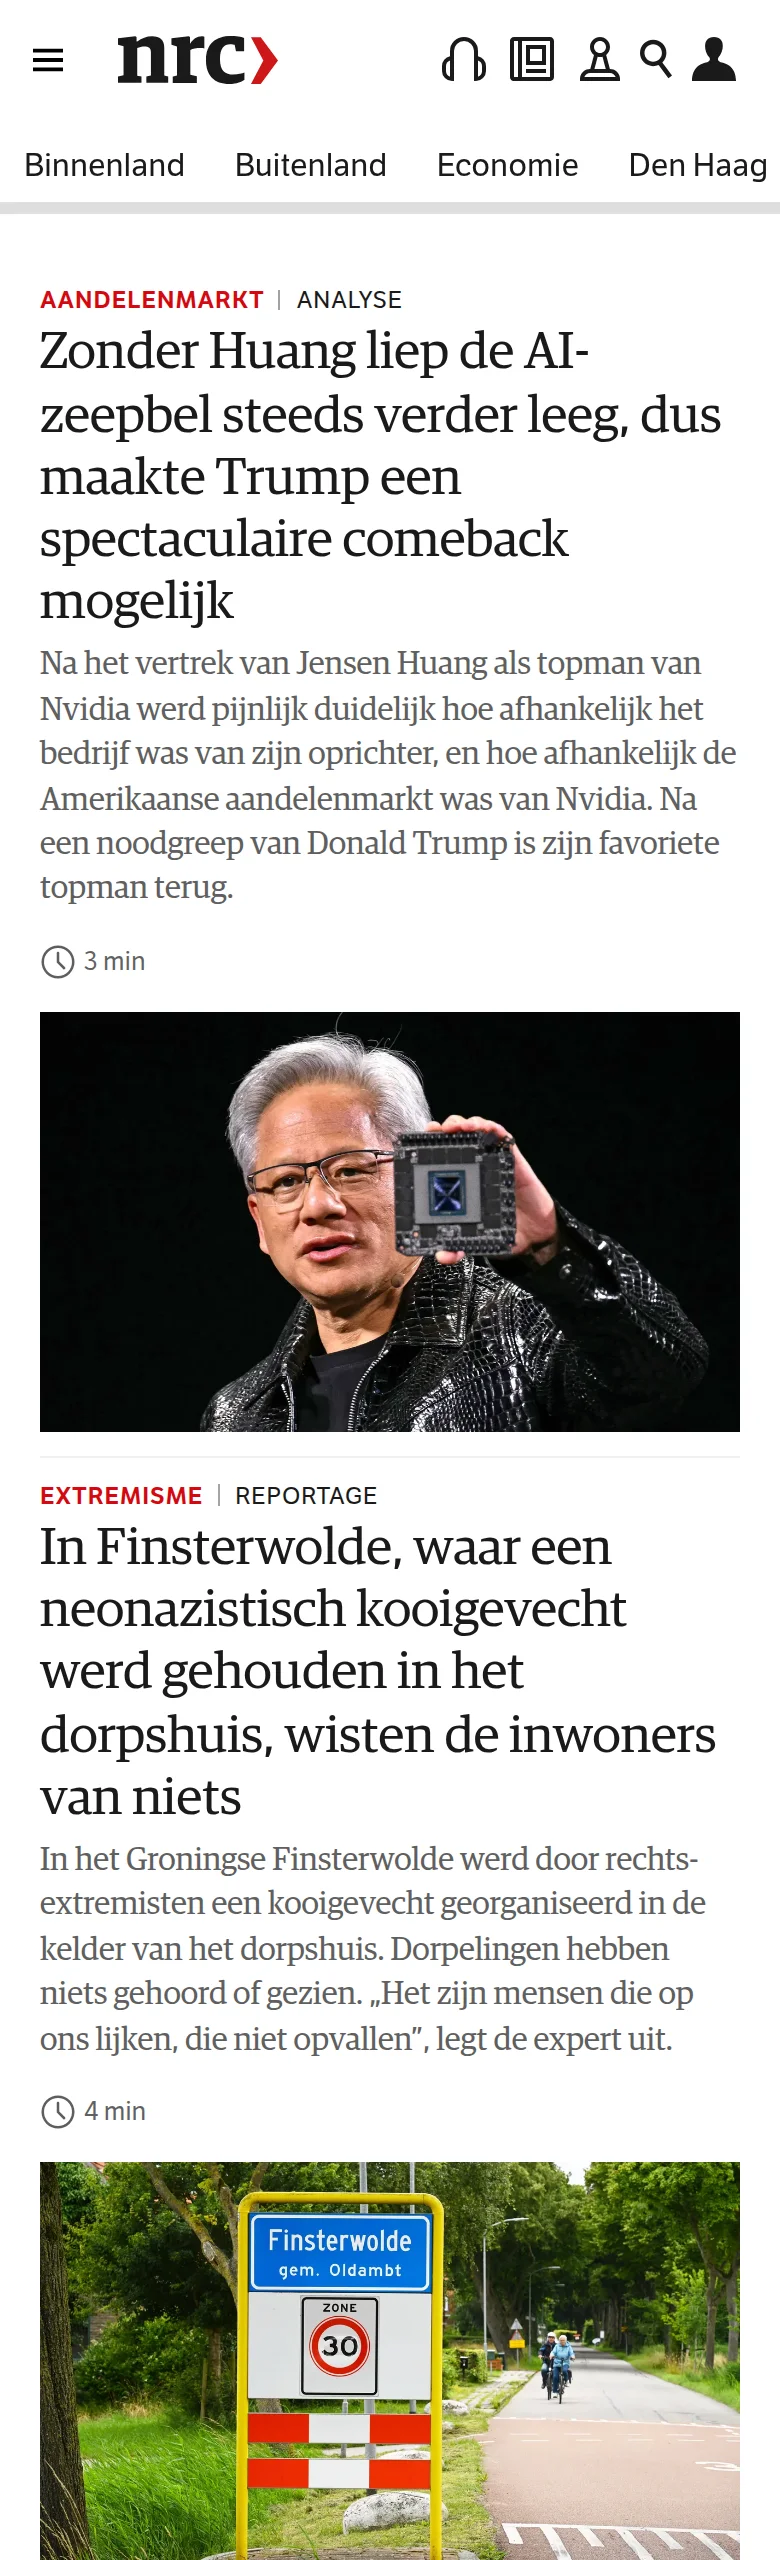 nrc
Binnenland Buitenland Economie Den Haag
AANDELENMARKT | ANALYSE
Zonder Huang liep de AI-
zeepbel steeds verder leeg, dus
maakte Trump een
spectaculaire comeback
mogelijk
Na het vertrek van Jensen Huang als topman van
Nvidia werd pijnlijk duidelijk hoe afhankelijk het
bedrijf was van zijn oprichter, en hoe afhankelijk de
Amerikaanse aandelenmarkt was van Nvidia. Na
een noodgreep van Donald Trump is zijn favoriete
topman terug.
3 min
EXTREMISME | REPORTAGE
In Finsterwolde, waar een
neonazistisch kooigevecht
werd gehouden in het
dorpshuis, wisten de inwoners
van niets
In het Groningse Finsterwolde werd door rechts-
extremisten een kooigevecht georganiseerd in de
kelder van het dorpshuis. Dorpelingen hebben
niets gehoord of gezien. „Het zijn mensen die op
ons lijken, die niet opvallen”, legt de expert uit.
4 min
Finsterwolde
gem. Oldambt
ZONE
30